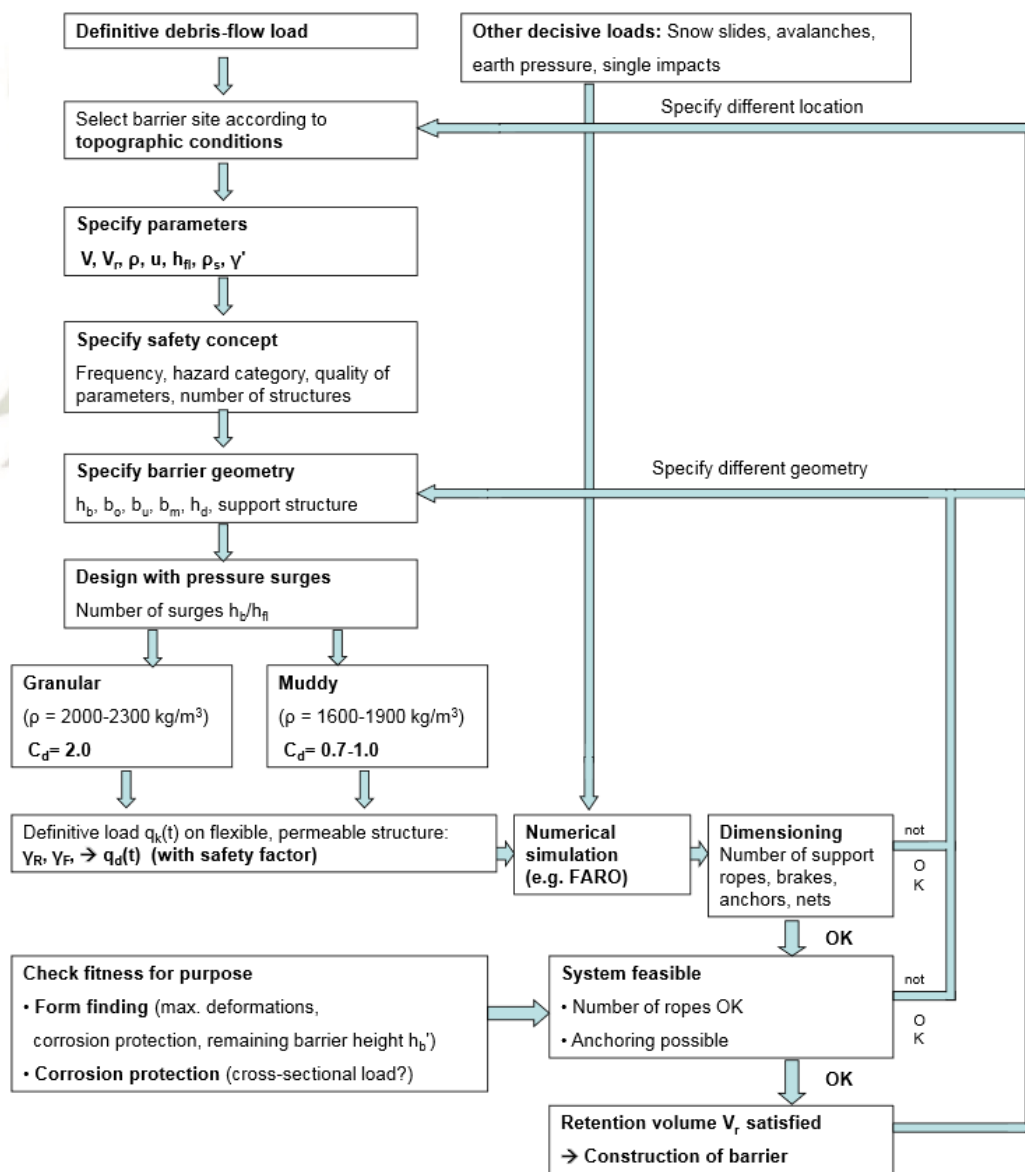 Definitive debris-flow load
Other decisive loads: Snow slides, avalanches,
earth pressure, single impacts
Specify different location
Select barrier site according to
topographic conditions
Specify parameters
V, Vr, ρ, u, hfl, ρs, γ'
Specify safety concept
Frequency, hazard category, quality of
parameters, number of structures
Specify barrier geometry
hb, bo, bu, bm, hd, support structure
Specify different geometry
Design with pressure surges
Number of surges hb/hfl
Granular
(ρ = 2000-2300 kg/m³)
Cd= 2.0
Muddy
(ρ = 1600-1900 kg/m³)
Cd= 0.7-1.0
Definitive load qk(t) on flexible, permeable structure:
γR, γF, → qd(t) (with safety factor)
Numerical
simulation
(e.g. FARO)
Dimensioning
Number of support
ropes, brakes,
anchors, nets
not
O
K
OK
Check fitness for purpose
• Form finding (max. deformations,
corrosion protection, remaining barrier height hb')
• Corrosion protection (cross-sectional load?)
System feasible
• Number of ropes OK
• Anchoring possible
not
O
K
OK
Retention volume Vr satisfied
→ Construction of barrier